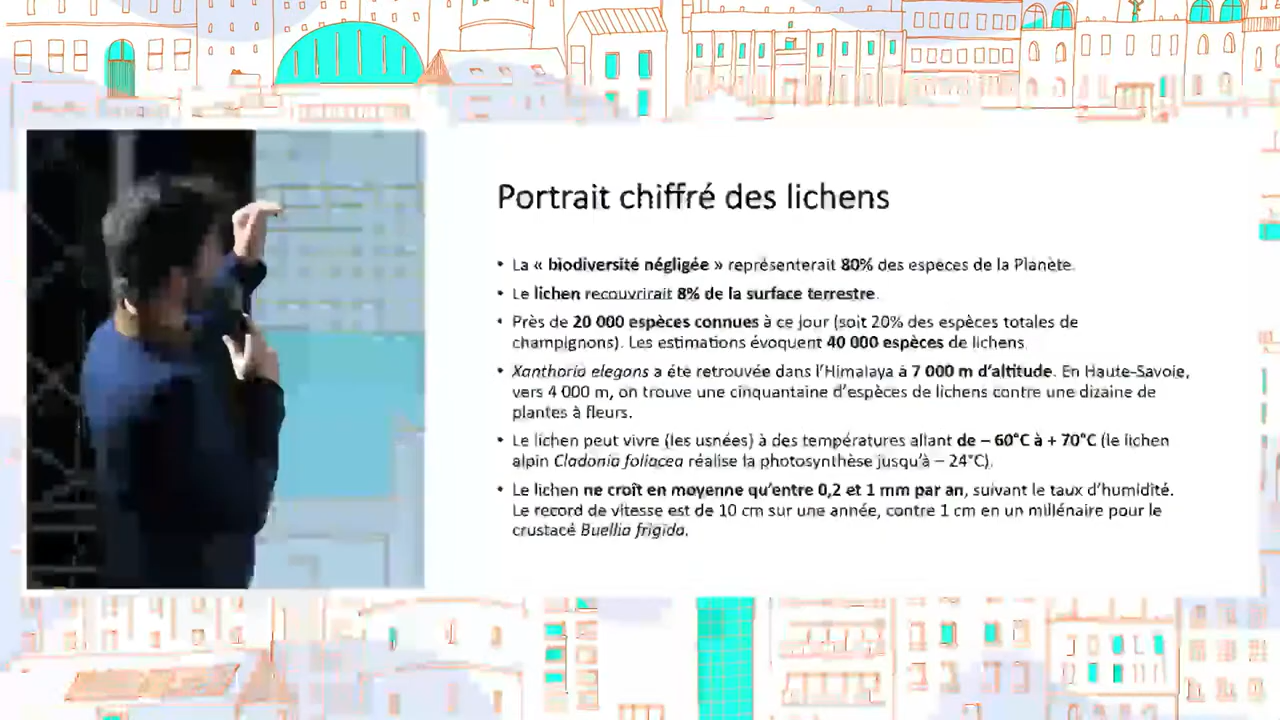 Portrait chiffré des lichens
• La « biodiversité négligée » représenterait 80% des espèces de la Planète.
• Le lichen recouvrirait 8% de la surface terrestre.
• Près de 20 000 espèces connues à ce jour (soit 20% des espèces totales de
champignons). Les estimations évoquent 40 000 espèces de lichens
• Xanthoria elegans a été retrouvée dans l'Himalaya à 7 000 m d'altitude. En Haute-Savoie,
vers 4 000 m, on trouve une cinquantaine d'espèces de lichens contre une dizaine de
plantes à fleurs.
• Le lichen peut vivre (les usnées) à des températures allant de – 60°C à + 70°C (le lichen
alpin Cladonia foliacea réalise la photosynthèse jusqu'à – 24°C).
• Le lichen ne croît en moyenne qu'entre 0,2 et 1 mm par an, suivant le taux d'humidité.
Le record de vitesse est de 10 cm sur une année, contre 1 cm en un millénaire pour le
crustacé Buellia frigida.